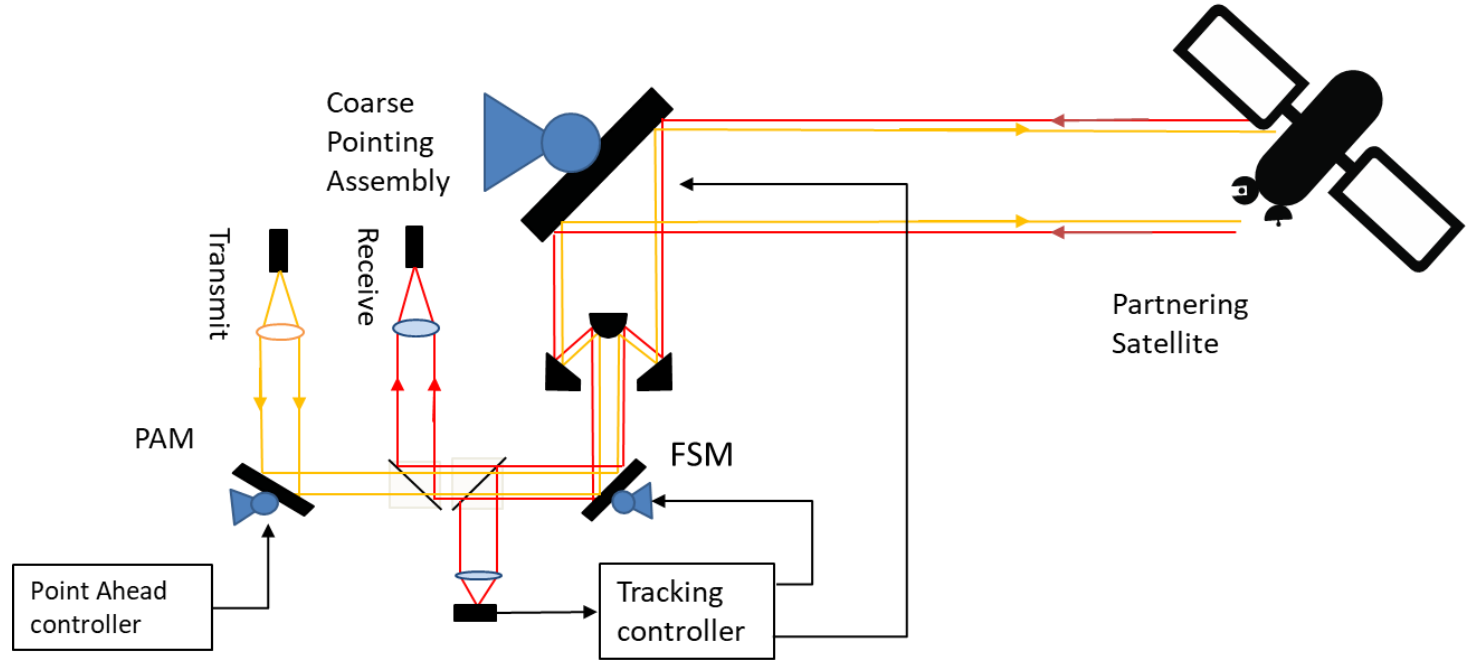 Coarse
Pointing
Assembly
Transmit
Receive
Partnering
Satellite
PAM
FSM
Point Ahead
controller
Tracking
controller